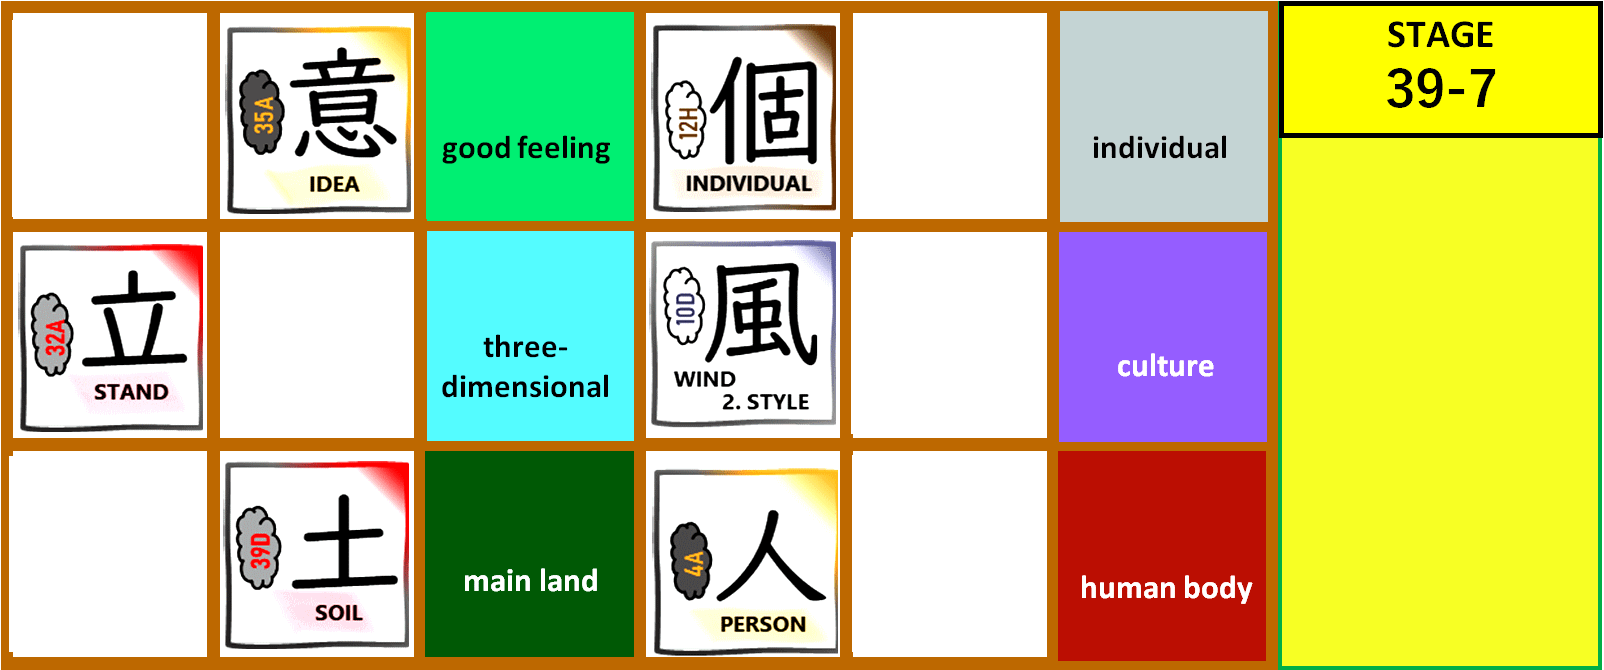 35A
意
IDEA
good feeling
12H
個
INDIVIDUAL
individual
STAGE
39-7
32A
立
STAND
three-
dimensional
10D
風
WIND
2. STYLE
culture
39D
土
SOIL
main land
4A
人
PERSON
human body